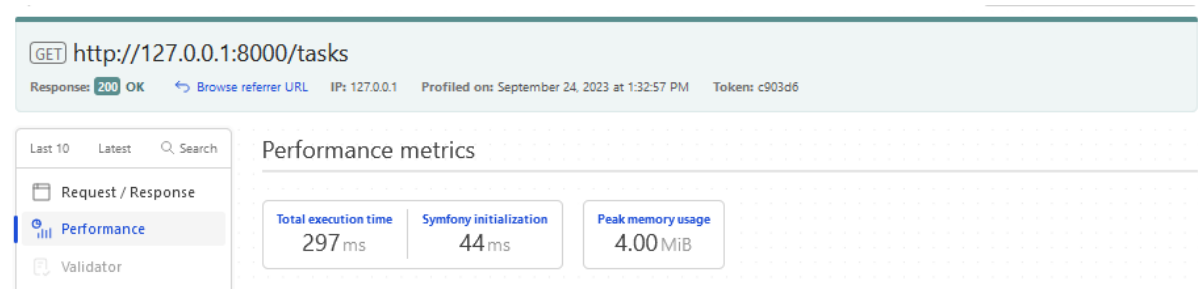 GET http://127.0.0.1:8000/tasks
Response: 200 OK Browse referrer URL IP: 127.0.0.1 Profiled on: September 24, 2023 at 1:32:57 PM Token: c903d6
Last 10 Latest Search
Performance metrics
Request / Response
Performance
Validator
Total execution time Symfony initialization Peak memory usage
297 ms 44 ms 4.00 MiB